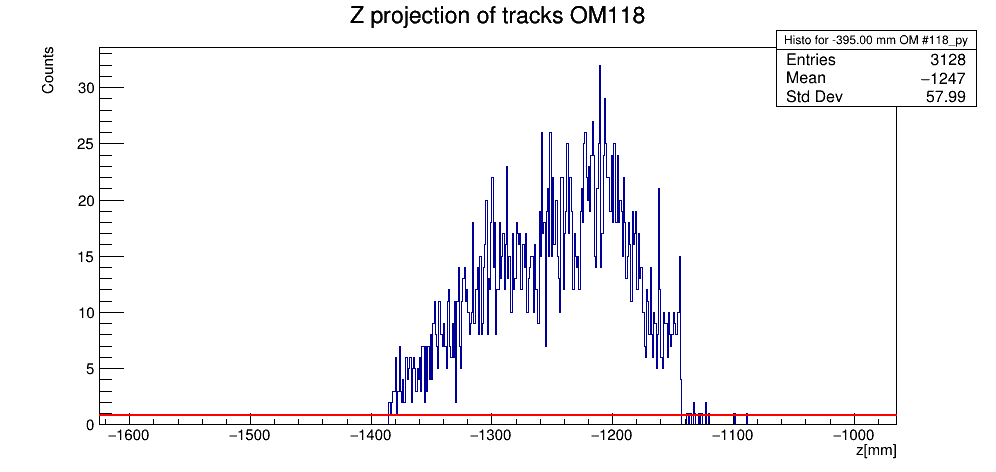 Z projection of tracks OM118
Histo for -395.00 mm OM #118_py
Entries 3128
Mean −1247
Std Dev 57.99
Counts
30
25
20
15
10
5
0
−1600 −1500 −1400 −1300 −1200 −1100 −1000
z[mm]